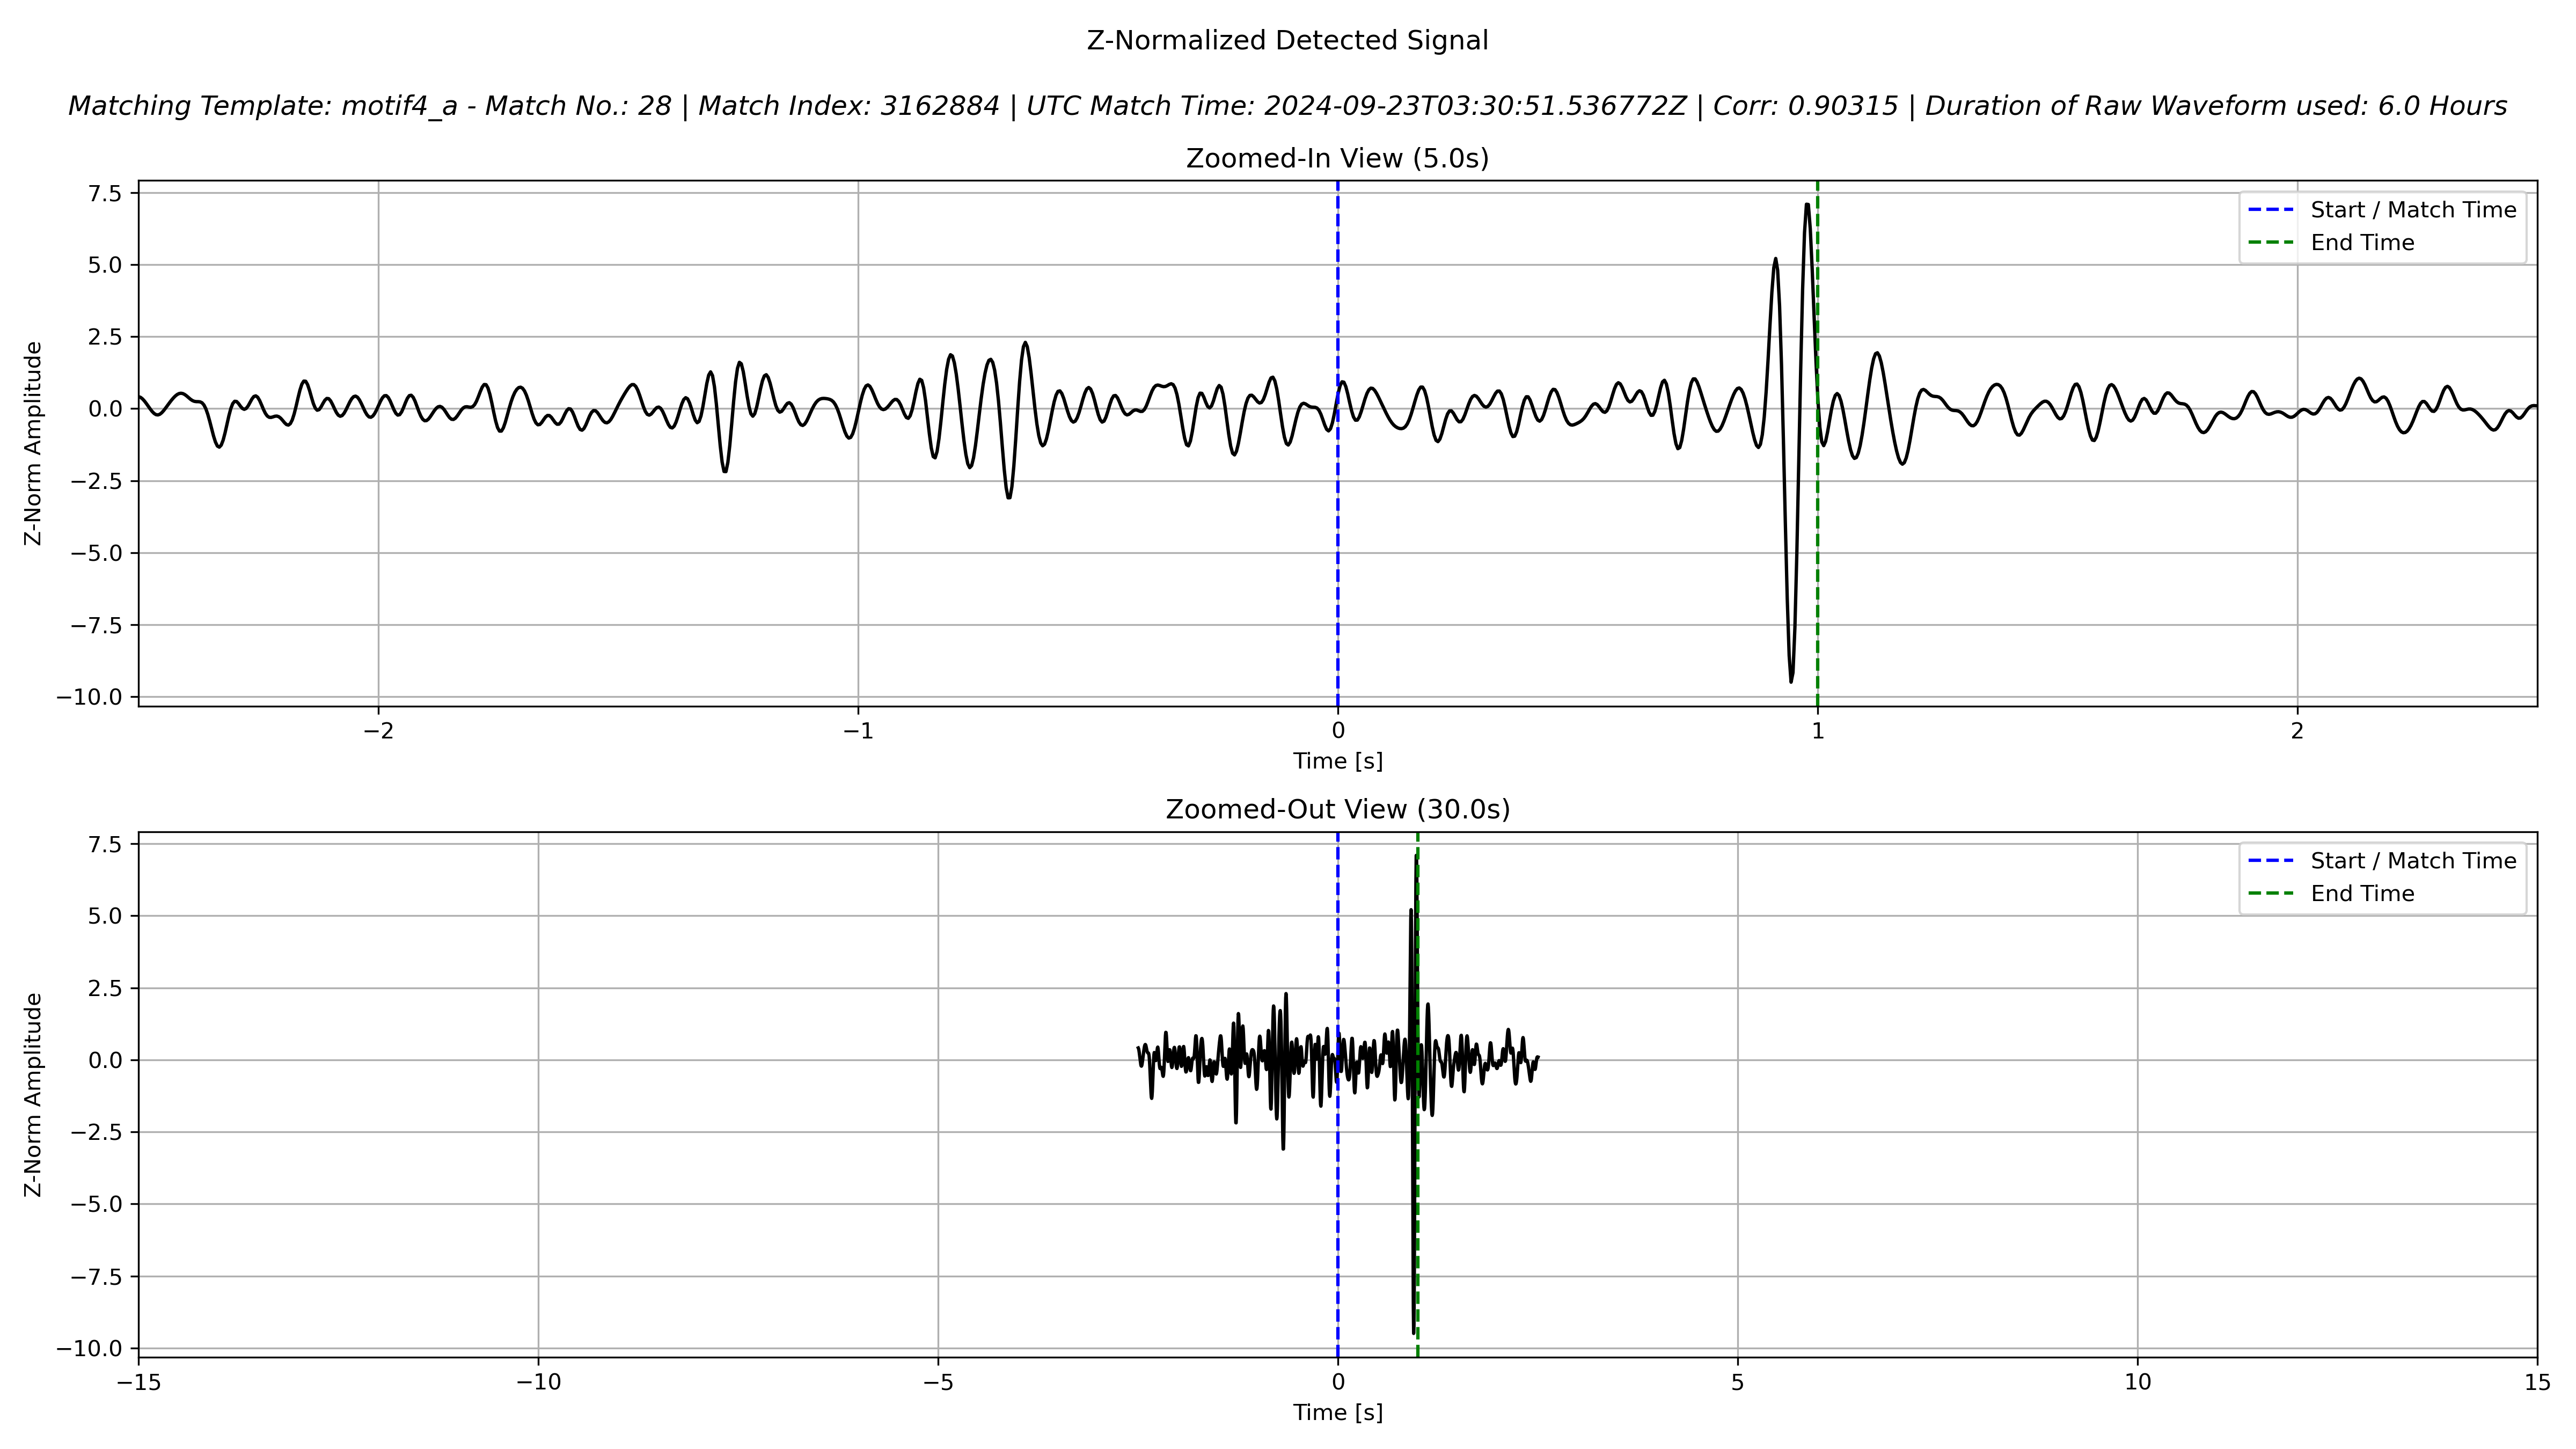 Z-Normalized Detected Signal
Matching Template: motif4_a - Match No.: 28 | Match Index: 3162884 | UTC Match Time: 2024-09-23T03:30:51.536772Z | Corr: 0.90315 | Duration of Raw Waveform used: 6.0 Hours
Zoomed-In View (5.0s)
7.5
5.0
2.5
0.0
−2.5
−5.0
−7.5
−10.0
Z-Norm Amplitude
Start / Match Time
End Time
−2
−1
0
1
2
Time [s]
Zoomed-Out View (30.0s)
7.5
5.0
2.5
0.0
−2.5
−5.0
−7.5
−10.0
Z-Norm Amplitude
Start / Match Time
End Time
−15
−10
−5
0
5
10
15
Time [s]